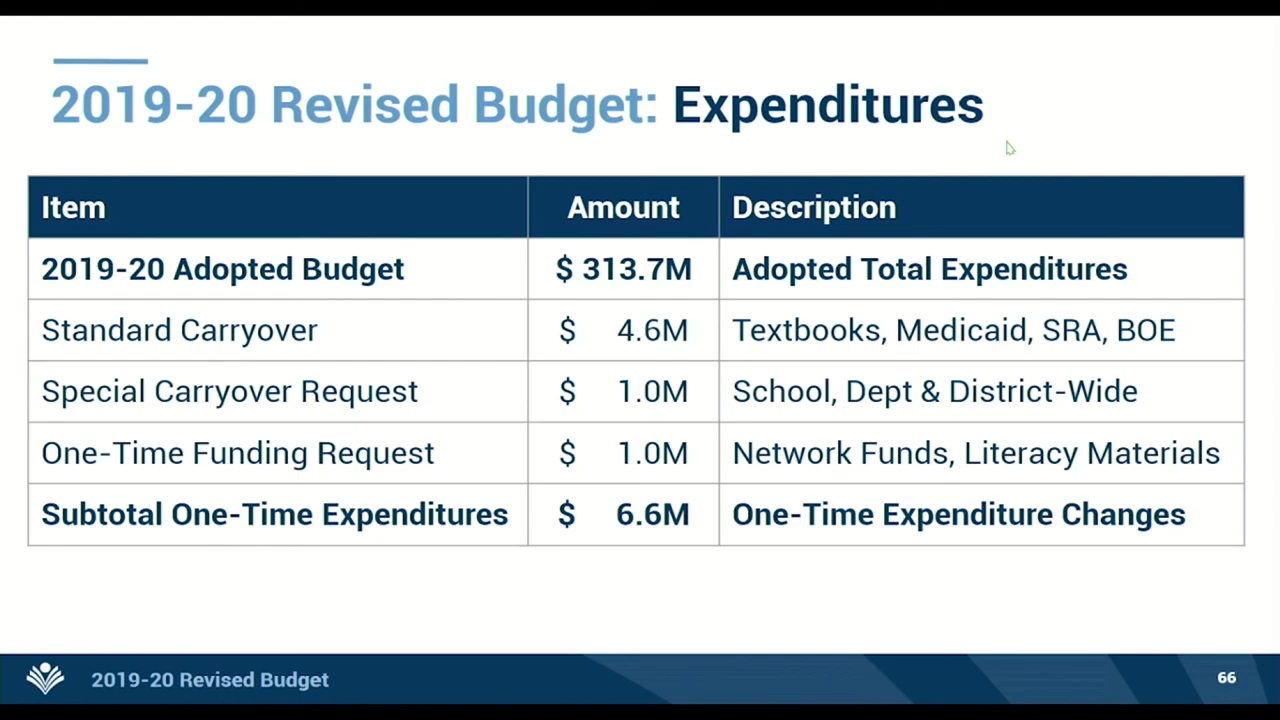 2019-20 Revised Budget: Expenditures
Item Amount Description
2019-20 Adopted Budget $ 313.7M Adopted Total Expenditures
Standard Carryover $ 4.6M Textbooks, Medicaid, SRA, BOE
Special Carryover Request $ 1.0M School, Dept & District-Wide
One-Time Funding Request $ 1.0M Network Funds, Literacy Materials
Subtotal One-Time Expenditures $ 6.6M One-Time Expenditure Changes
2019-20 Revised Budget 66